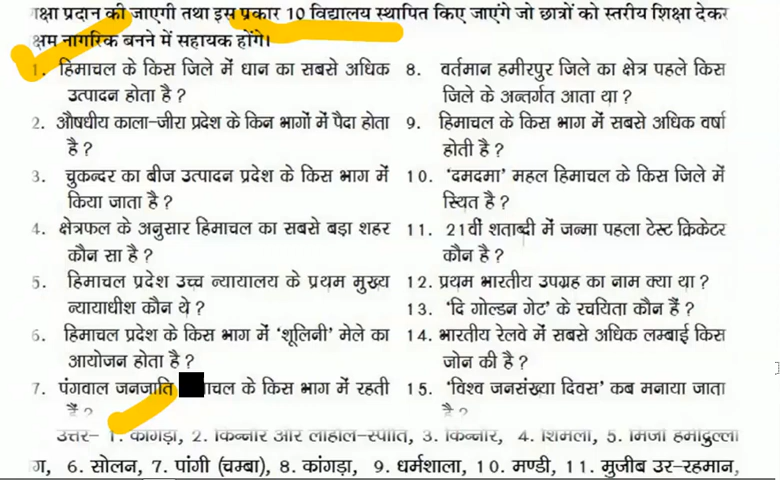 क्षा प्रदान की जाएगी तथा इस प्रकार 10 विद्यालय स्थापित किए जाएंगे जो छात्रों को स्तरीय शिक्षा देकर
क्षम नागरिक बनने में सहायक होंगे।
1. हिमाचल के किस जिले में धान का सबसे अधिक
उत्पादन होता है ?
2. औषधीय काला-जीरा प्रदेश के किन भागों में पैदा होता
है ?
3. चुकन्दर का बीज उत्पादन प्रदेश के किस भाग में
किया जाता है ?
4. क्षेत्रफल के अनुसार हिमाचल का सबसे बड़ा शहर
कौन सा है ?
5. हिमाचल प्रदेश उच्च न्यायालय के प्रथम मुख्य
न्यायाधीश कौन थे ?
6. हिमाचल प्रदेश के किस भाग में ‘शूलिनी’ मेले का
आयोजन होता है ?
7. पंगवाल जनजाति चल के किस भाग में रहती
हैं ?
8. वर्तमान हमीरपुर जिले का क्षेत्र पहले किस
जिले के अन्तर्गत आता था ?
9. हिमाचल के किस भाग में सबसे अधिक वर्षा
होती है ?
10. ‘दमदमा’ महल हिमाचल के किस जिले में
स्थित है ?
11. 21वीं शताब्दी में जन्मा पहला टेस्ट क्रिकेटर
कौन है ?
12. प्रथम भारतीय उपग्रह का नाम क्या था ?
13. ‘दि गोल्डन गेट’ के रचयिता कौन हैं ?
14. भारतीय रेलवे में सबसे अधिक लम्बाई किस
जोन की है ?
15. ‘विश्व जनसंख्या दिवस’ कब मनाया जाता
है ?
उत्तर- 1. कांगड़ा, 2. किन्नौर और लाहौल-स्पीति, 3. किन्नौर, 4. शिमला, 5. मिर्जा हमीदुल्ला
ग, 6. सोलन, 7. पांगी (चम्बा), 8. कांगड़ा, 9. धर्मशाला, 10. मण्डी, 11. मुजीब उर-रहमान,